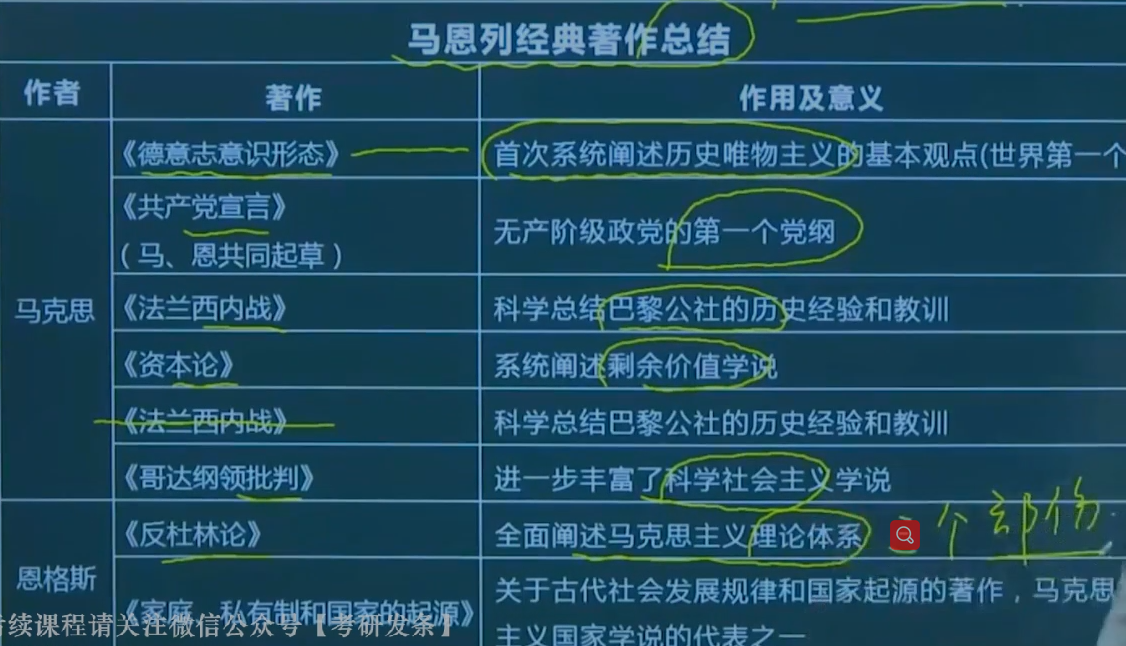 马恩列经典著作总结
作者
著作
作用及意义
马克思
《德意志意识形态》
首次系统阐述历史唯物主义的基本观点(世界第一个
《共产党宣言》
(马、恩共同起草)
无产阶级政党的第一个党纲
《法兰西内战》
科学总结巴黎公社的历史经验和教训
《资本论》
系统阐述剩余价值学说
《法兰西内战》
科学总结巴黎公社的历史经验和教训
《哥达纲领批判》
进一步丰富了科学社会主义学说
恩格斯
《反杜林论》
全面阐述马克思主义理论体系
个部份
《家庭、私有制和国家的起源》
关于古代社会发展规律和国家起源的著作，马克思
主义国家学说的代表之一
续课程请关注微信公众号【考研发条】